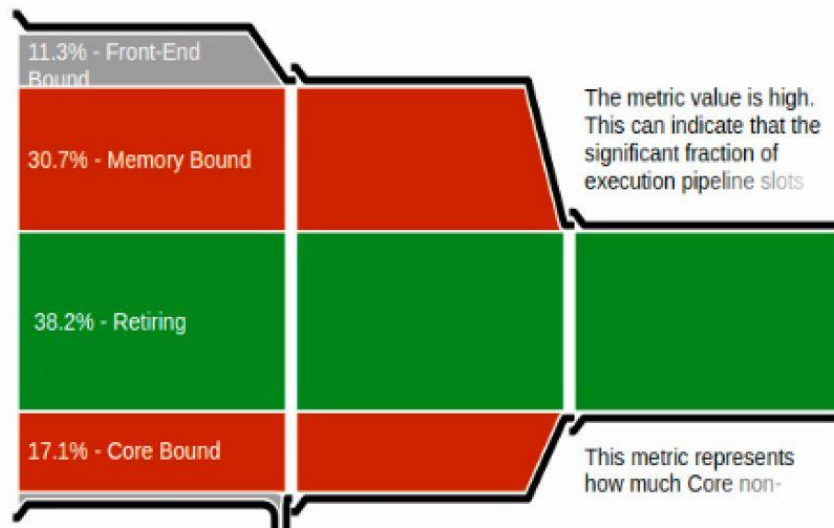 11.3% - Front-End
Bound
The metric value is high.
This can indicate that the
significant fraction of
execution pipeline slots
30.7% - Memory Bound
38.2% - Retiring
17.1% - Core Bound
This metric represents
how much Core non-